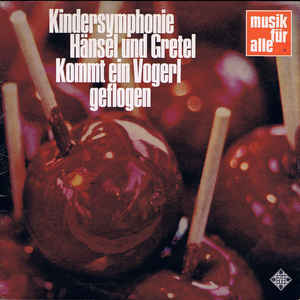 Kindersymphonie
Hänsel und Gretel
Kommt ein Vogerl
geflogen
musik
für
alle